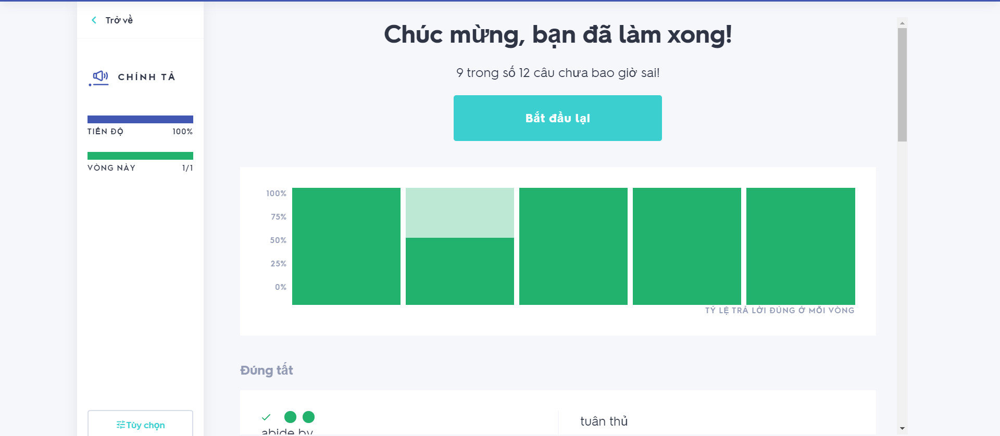 Trở về
CHÍNH TẢ
TIẾN ĐỘ 100%
VÒNG NÀY 1/1
Tùy chọn
Chúc mừng, bạn đã làm xong!
9 trong số 12 câu chưa bao giờ sai!
Bắt đầu lại
100%
75%
50%
25%
0%
TỶ LỆ TRẢ LỜI ĐÚNG Ở MỖI VÒNG
Đúng tất
abide by
tuân thủ